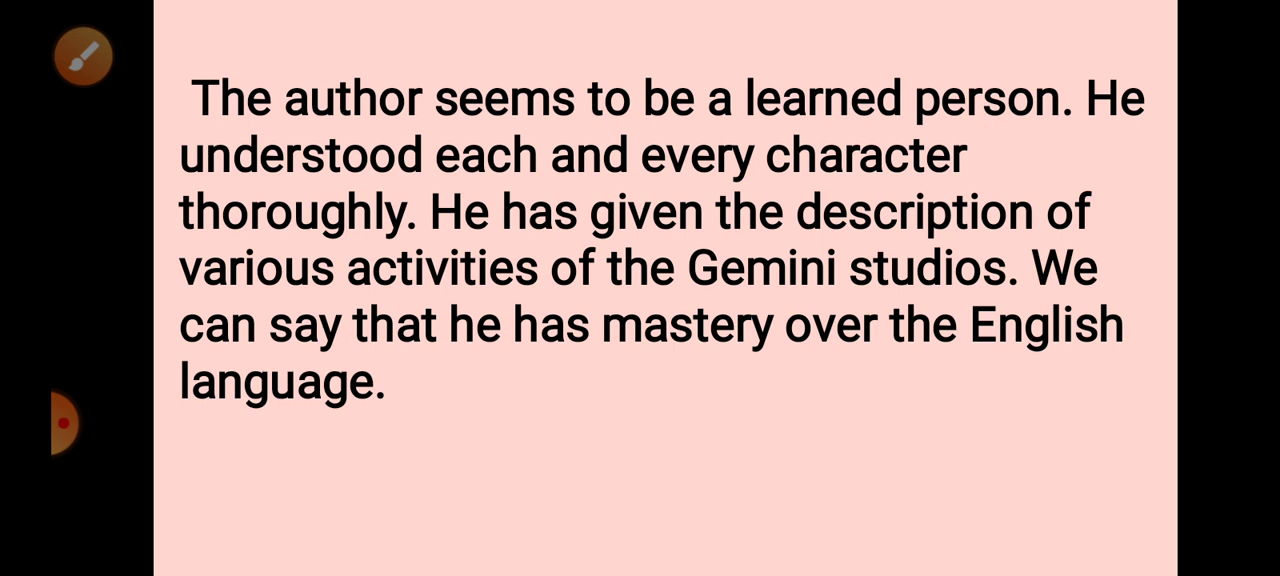 The author seems to be a learned person. He
understood each and every character
thoroughly. He has given the description of
various activities of the Gemini studios. We
can say that he has mastery over the English
language.